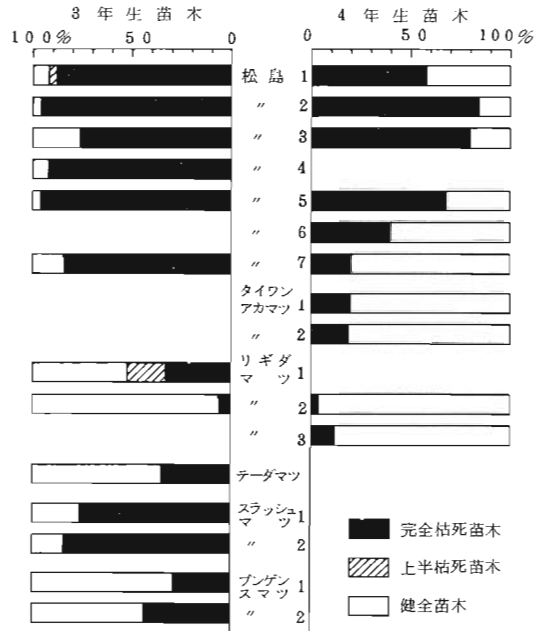 3年生苗木 4年生苗木
100% 50 0 0 50 100%
松島 1
〃 2
〃 3
〃 4
〃 5
〃 6
〃 7
タイワン
アカマツ 1
〃 2
リギダ
マツ 1
〃 2
〃 3
テーダマツ
スラッシュ
マツ 1
〃 2
プンゲン
スマツ 1
〃 2
完全枯死苗木
上半枯死苗木
健全苗木